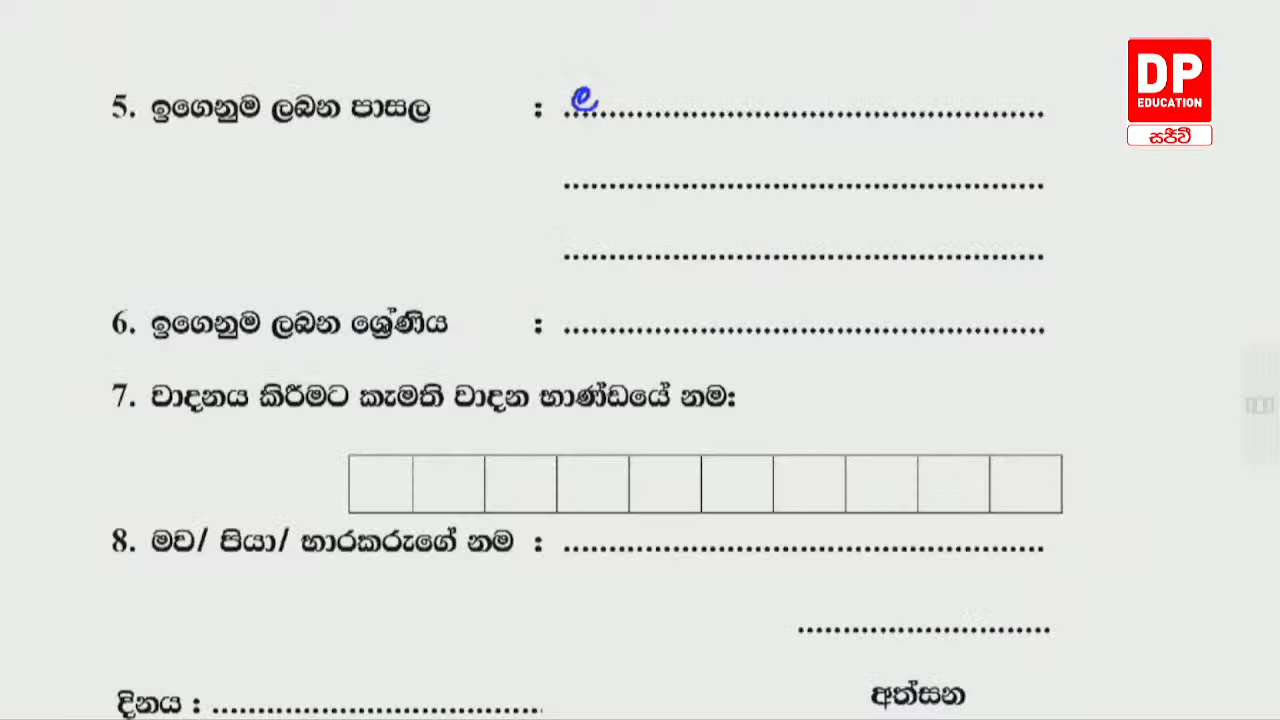 DP
EDUCATION
සජීවී
5. ඉගෙනුම ලබන පාසල : ..........................................................
..........................................................
..........................................................
6. ඉගෙනුම ලබන ශ්‍රේණිය : ..........................................................
7. වාදනය කිරීමට කැමති වාදන භාණ්ඩයේ නම:
8. මව/ පියා/ භාරකරුගේ නම : ..........................................................
..............................
අත්සන
දිනය : ........................................